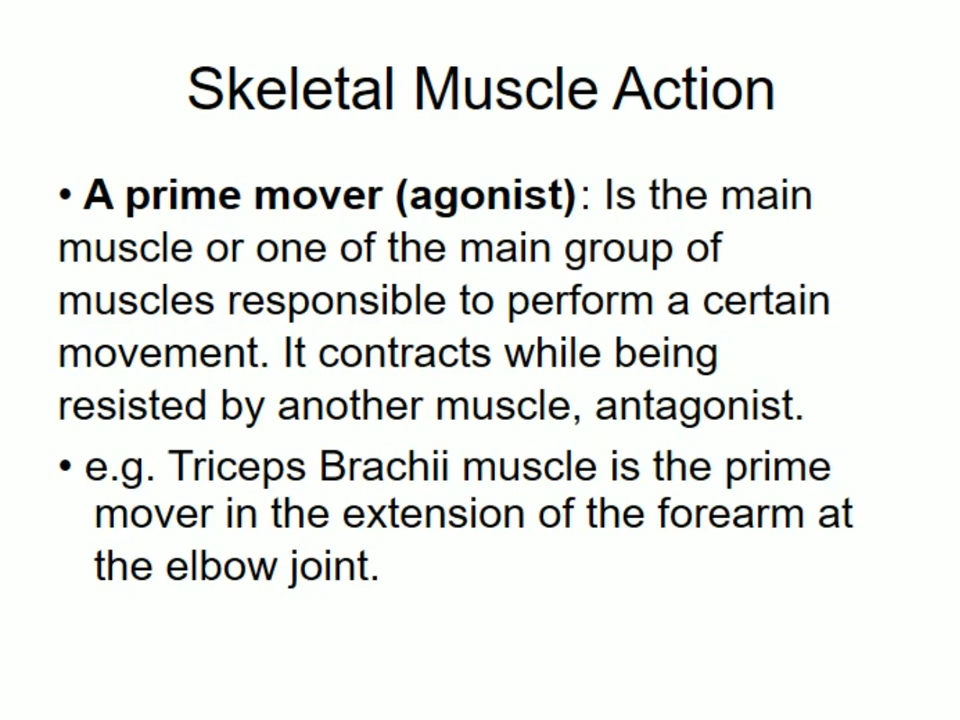 Skeletal Muscle Action
• A prime mover (agonist): Is the main
muscle or one of the main group of
muscles responsible to perform a certain
movement. It contracts while being
resisted by another muscle, antagonist.
• e.g. Triceps Brachii muscle is the prime
mover in the extension of the forearm at
the elbow joint.